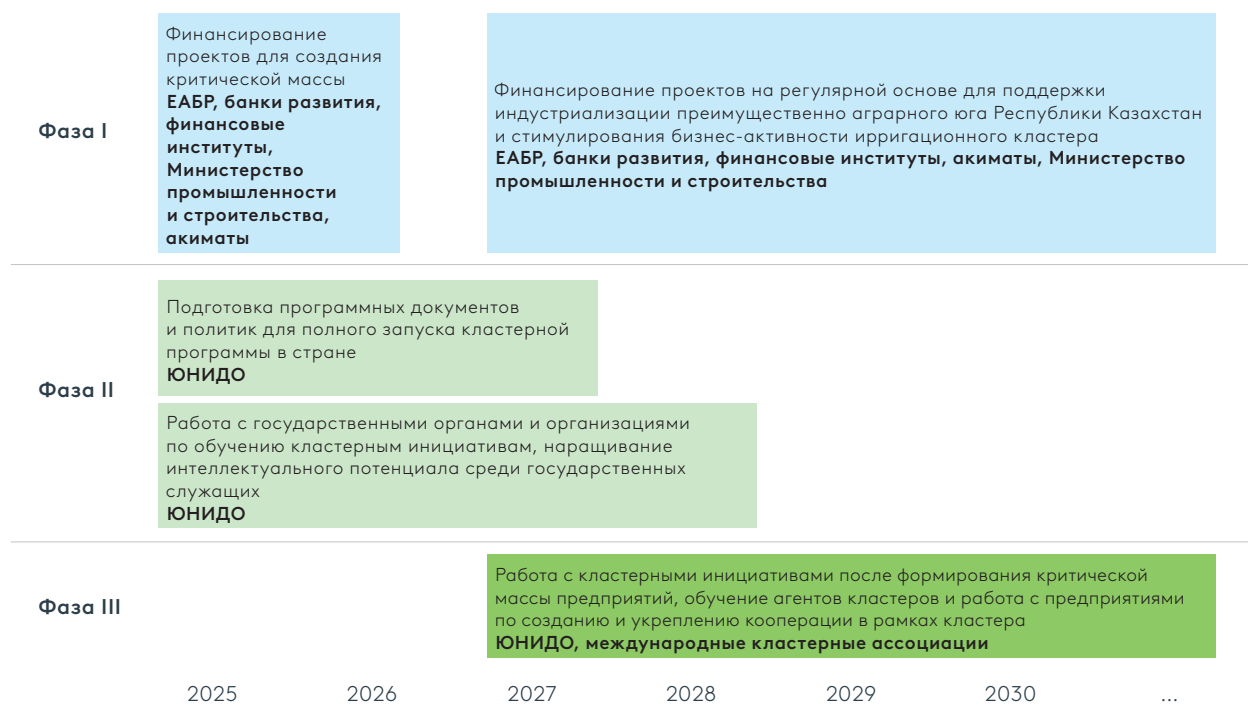 Фаза I
Финансирование
проектов для создания
критической массы
ЕАБР, банки развития,
финансовые
институты,
Министерство
промышленности
и строительства,
акиматы
Финансирование проектов на регулярной основе для поддержки
индустриализации преимущественно аграрного юга Республики Казахстан
и стимулирования бизнес-активности ирригационного кластера
ЕАБР, банки развития, финансовые институты, акиматы, Министерство
промышленности и строительства
Фаза II
Подготовка программных документов
и политик для полного запуска кластерной
программы в стране
ЮНИДО
Работа с государственными органами и организациями
по обучению кластерным инициативам, наращивание
интеллектуального потенциала среди государственных
служащих
ЮНИДО
Фаза III
Работа с кластерными инициативами после формирования критической
массы предприятий, обучение агентов кластеров и работа с предприятиями
по созданию и укреплению кооперации в рамках кластера
ЮНИДО, международные кластерные ассоциации
2025 2026 2027 2028 2029 2030 ...